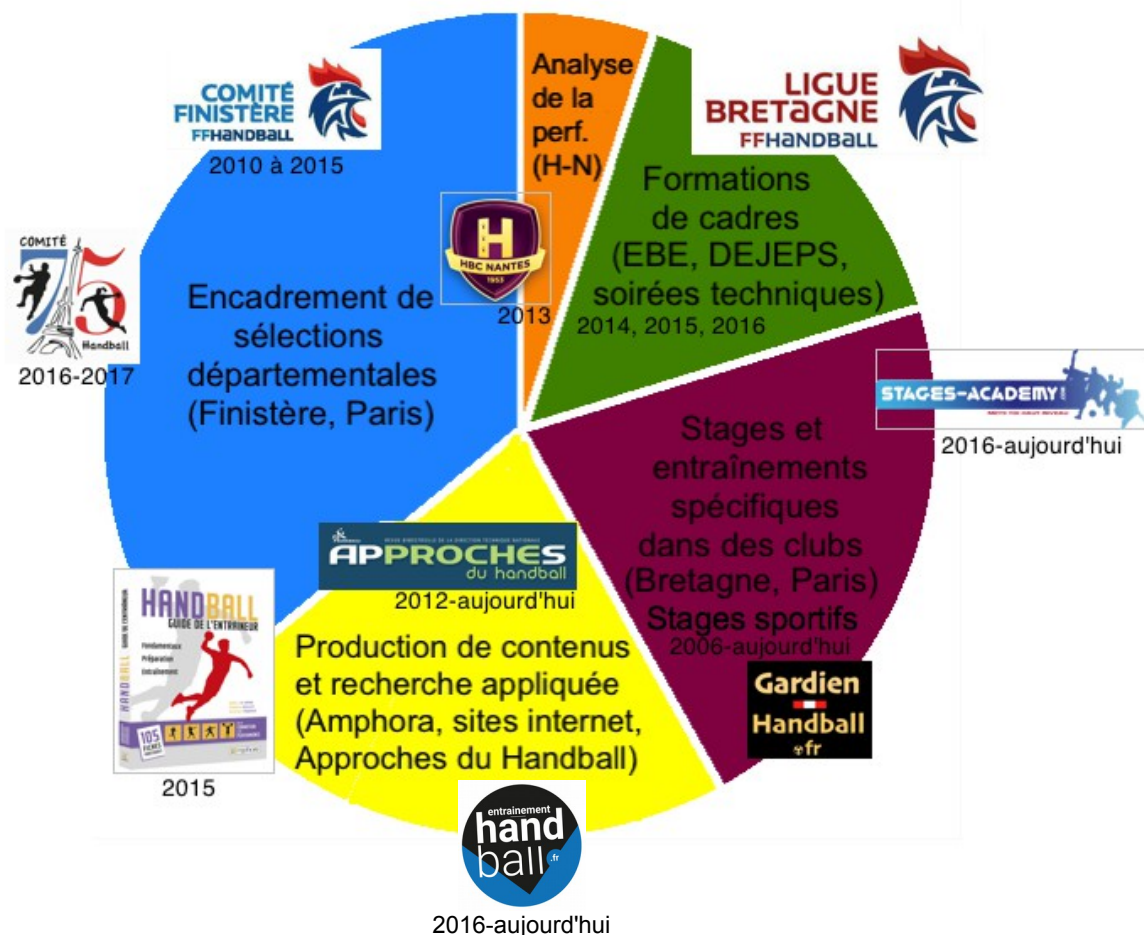 COMITÉ
FINISTÈRE
FFHANDBALL
2010 à 2015
Analyse
de la
perf.
(H-N)
LIGUE
BRETAGNE
FFHANDBALL
Formations
de cadres
(EBE, DEJEPS,
soirées techniques)
2014, 2015, 2016
H
HBC NANTES
1953
2013
COMITÉ
75
Handball
2016-2017
Encadrement de
sélections
départementales
(Finistère, Paris)
STAGES-ACADEMY
2016-aujourd'hui
Stages et
entraînements
spécifiques
dans des clubs
(Bretagne, Paris)
Stages sportifs
2006-aujourd'hui
Gardien
Handball
.fr
APPROCHES
du handball
2012-aujourd'hui
Production de contenus
et recherche appliquée
(Amphora, sites internet,
Approches du Handball)
HANDBALL
GUIDE DE L'ENTRAINEUR
Fondamentaux
Préparation
Entraînement
HANDBALL
105
FICHES
2015
entrainement
hand
ball.fr
2016-aujourd'hui